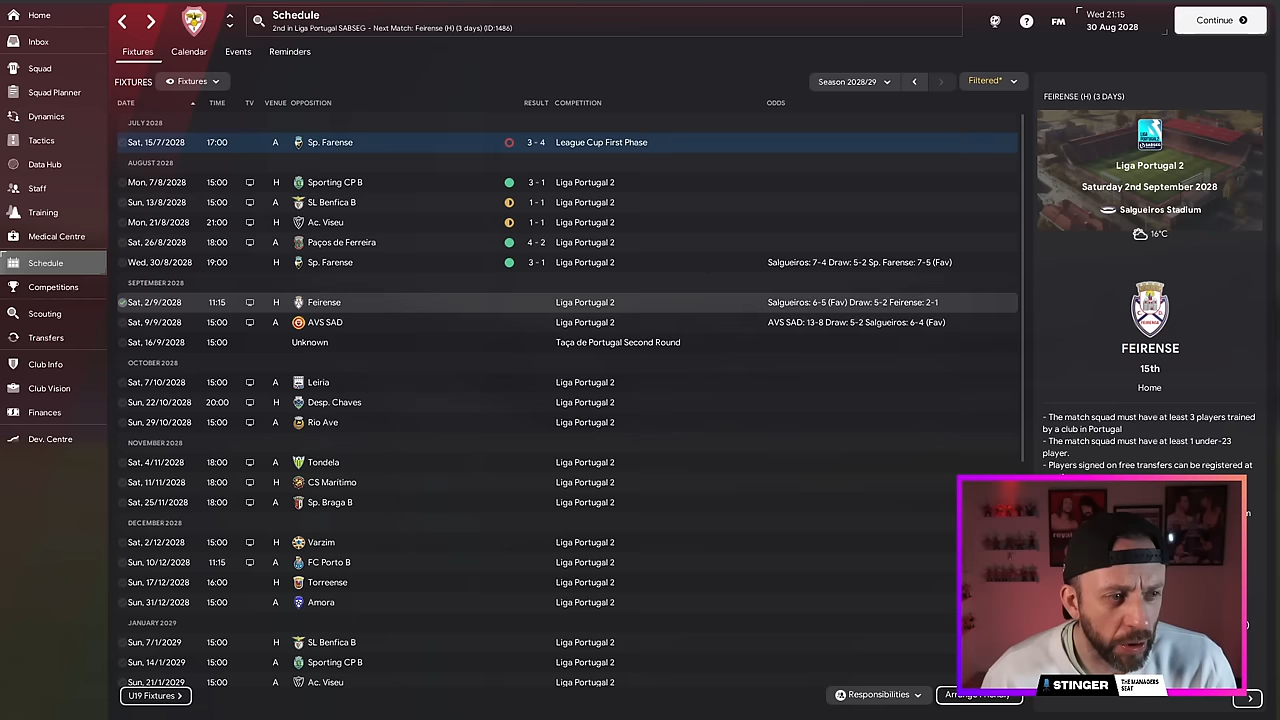 Home
Schedule
2nd in Liga Portugal SABSEG - Next Match: Feirense (H) (3 days) (ID:1486)
FM
Wed 21:15
30 Aug 2028
Continue
Inbox
Squad
Squad Planner
Dynamics
Tactics
Data Hub
Staff
Training
Medical Centre
Schedule
Competitions
Scouting
Transfers
Club Info
Club Vision
Finances
Dev. Centre
Fixtures Calendar Events Reminders
FIXTURES Fixtures Season 2028/29 Filtered*
DATE TIME TV VENUE OPPOSITION RESULT COMPETITION ODDS
JULY 2028
Sat, 15/7/2028 17:00 A Sp. Farense 3 - 4 League Cup First Phase
AUGUST 2028
Mon, 7/8/2028 15:00 H Sporting CP B 3 - 1 Liga Portugal 2
Sun, 13/8/2028 15:00 A SL Benfica B 1 - 1 Liga Portugal 2
Mon, 21/8/2028 21:00 H Ac. Viseu 1 - 1 Liga Portugal 2
Sat, 26/8/2028 18:00 A Paços de Ferreira 4 - 2 Liga Portugal 2
Wed, 30/8/2028 19:00 H Sp. Farense 3 - 1 Liga Portugal 2 Salgueiros: 7-4 Draw: 5-2 Sp. Farense: 7-5 (Fav)
SEPTEMBER 2028
Sat, 2/9/2028 11:15 H Feirense Liga Portugal 2 Salgueiros: 6-5 (Fav) Draw: 5-2 Feirense: 2-1
Sat, 9/9/2028 15:00 A AVS SAD Liga Portugal 2 AVS SAD: 13-8 Draw: 5-2 Salgueiros: 6-4 (Fav)
Sat, 16/9/2028 15:00 Unknown Taça de Portugal Second Round
OCTOBER 2028
Sat, 7/10/2028 15:00 A Leiria Liga Portugal 2
Sun, 22/10/2028 20:00 H Desp. Chaves Liga Portugal 2
Sun, 29/10/2028 15:00 A Rio Ave Liga Portugal 2
NOVEMBER 2028
Sat, 4/11/2028 18:00 A Tondela Liga Portugal 2
Sat, 11/11/2028 18:00 H CS Marítimo Liga Portugal 2
Sat, 25/11/2028 18:00 A Sp. Braga B Liga Portugal 2
DECEMBER 2028
Sat, 2/12/2028 15:00 H Varzim Liga Portugal 2
Sun, 10/12/2028 11:15 A F.C. Porto B Liga Portugal 2
Sun, 17/12/2028 16:00 H Torreense Liga Portugal 2
Sun, 31/12/2028 15:00 A Amora Liga Portugal 2
JANUARY 2029
Sun, 7/1/2029 15:00 H SL Benfica B Liga Portugal 2
Sun, 14/1/2029 15:00 A Sporting CP B Liga Portugal 2
Sun, 21/1/2029 15:00 A Ac. Viseu Liga Portugal 2
U19 Fixtures Responsibilities Arrange Friendly
FEIRENSE (H) (3 DAYS)
Liga Portugal 2
Saturday 2nd September 2028
Salgueiros Stadium
16°C
FEIRENSE
15th
Home
- The match squad must have at least 3 players trained
by a club in Portugal
- The match squad must have at least 1 under-23
player.
- Players signed on free transfers can be registered at
STINGER
THE MANAGERS
SEAT